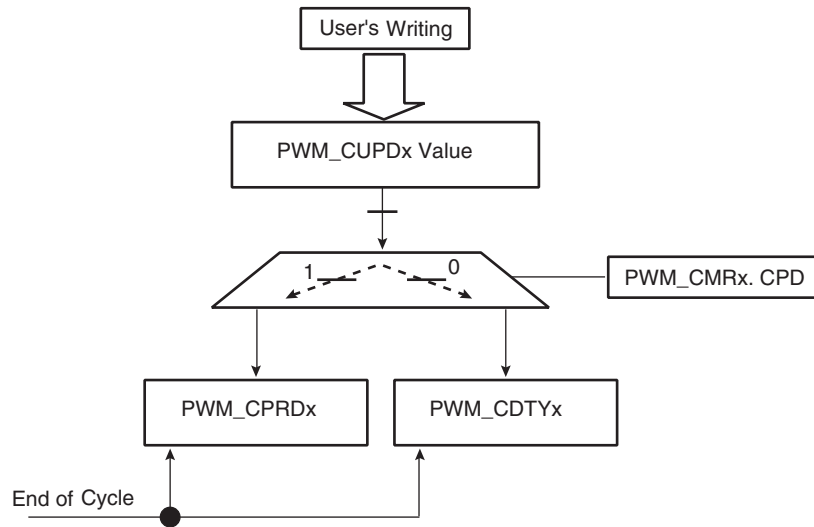 User's Writing
PWM_CUPDx Value
1
0
PWM_CMRx. CPD
PWM_CPRDx
PWM_CDTYx
End of Cycle